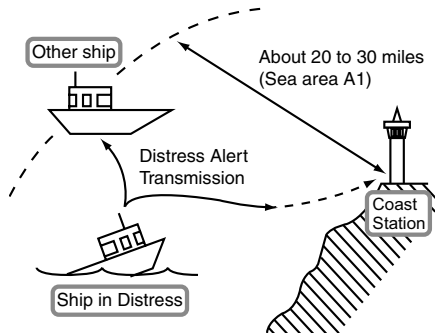 Other ship
About 20 to 30 miles
(Sea area A1)
Distress Alert
Transmission
Coast
Station
Ship in Distress